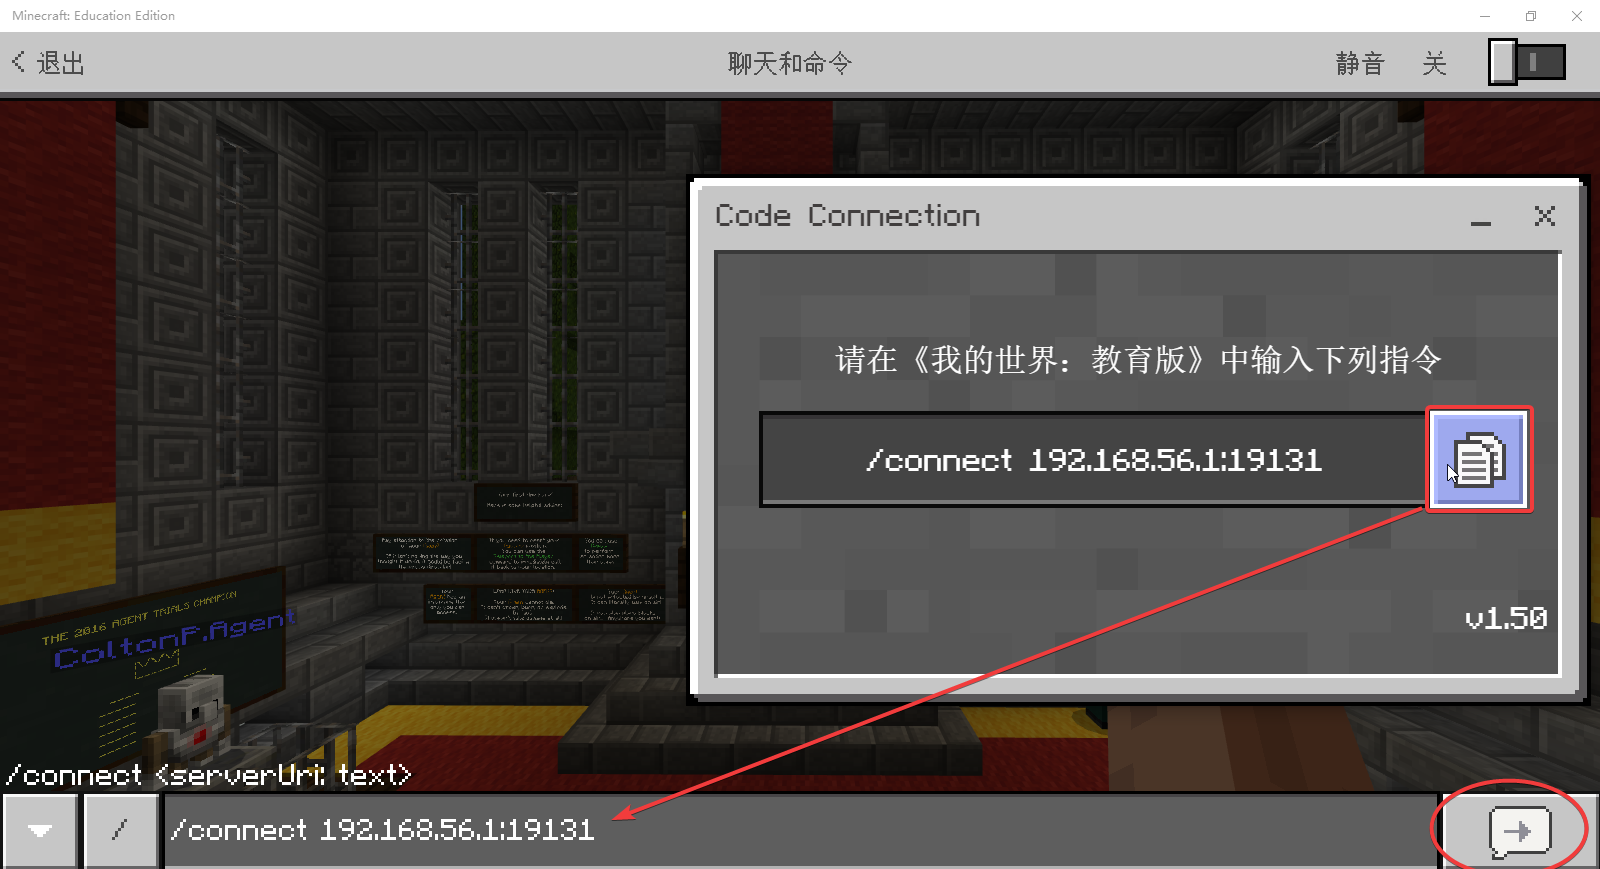 Minecraft: Education Edition
退出
聊天和命令
静音 关
Code Connection
请在《我的世界：教育版》中输入下列指令
/connect 192.168.56.1:19131
v1.50
THE 2016 AGENT TRIALS CHAMPION
ColtonP.Agent
/connect <serverUri: text>
/
/connect 192.168.56.1:19131